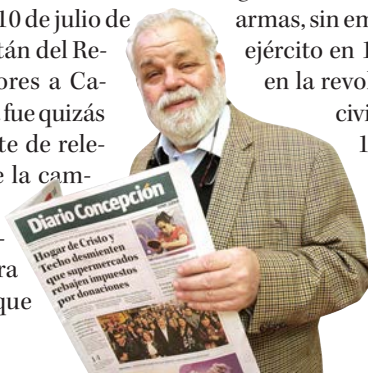 10 de julio de
tán del Re-
ores a Ca-
fue quizás
te de rele-
e la cam-
ra
que
armas, sin em
ejército en 1
en la revol
civi
1
Diario Concepción
Hogar de Cristo y
Techo desmienten
que supermercados
rebajen impuestos
por donaciones